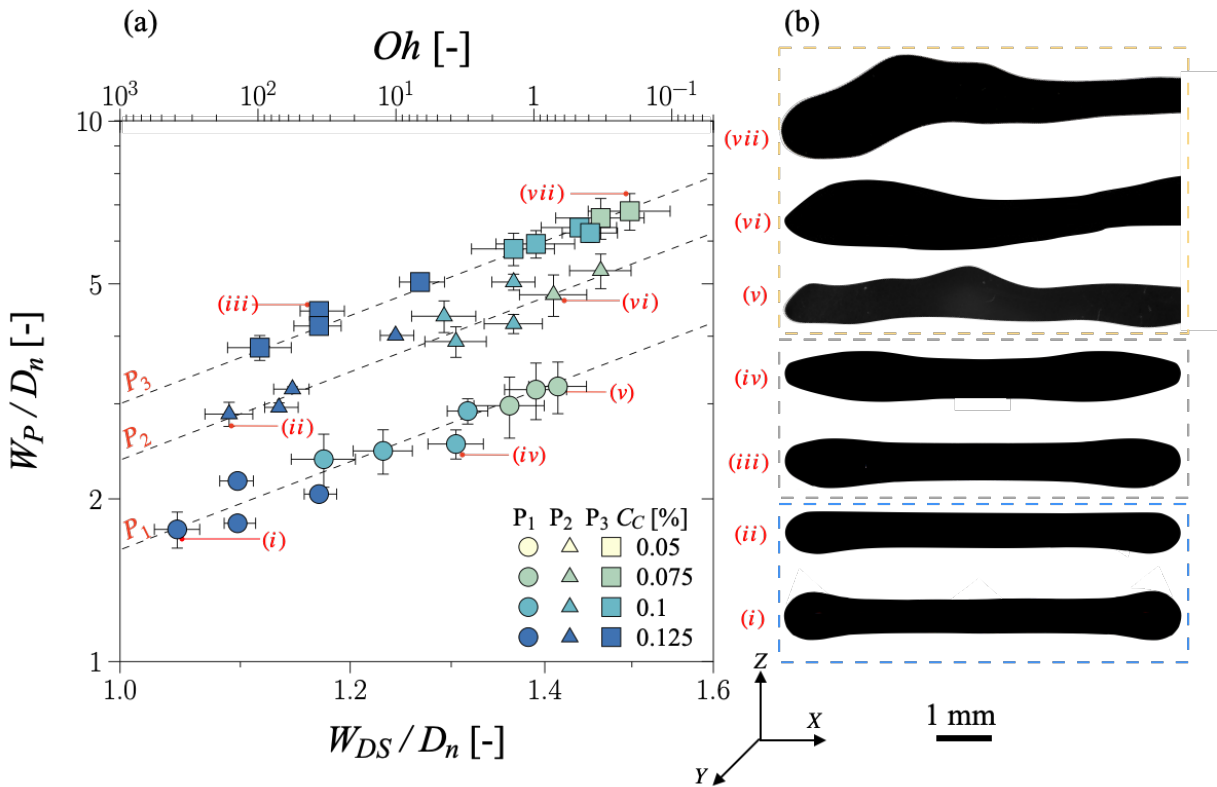 (a)
Oh [-]
10³ 10² 10¹ 1 10⁻¹
10
5
2
1
W_P / D_n [-]
(vii)
(iii)
(vi)
P₃
P₂
(ii)
(v)
(iv)
P₁
(i)
P₁ P₂ P₃ C_C [%]
0.05
0.075
0.1
0.125
1.0 1.2 1.4 1.6
W_DS / D_n [-]
(b)
(vii)
(vi)
(v)
(iv)
(iii)
(ii)
(i)
Z
X
Y
1 mm